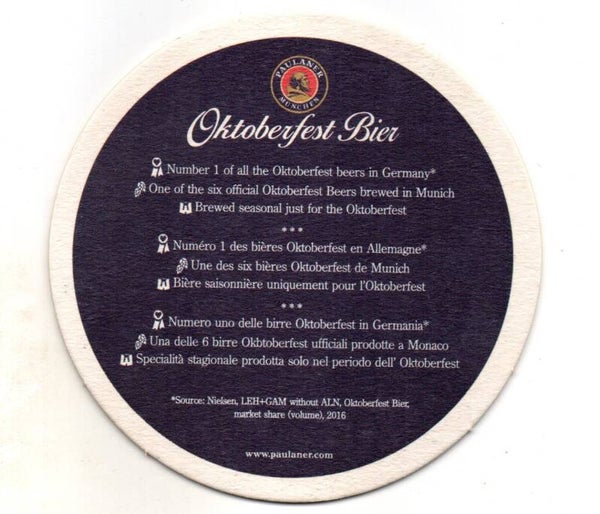 PAULANER
MÜNCHEN
Oktoberfest Bier
Number 1 of all the Oktoberfest beers in Germany*
One of the six official Oktoberfest Beers brewed in Munich
Brewed seasonal just for the Oktoberfest
***
Numéro 1 des bières Oktoberfest en Allemagne*
Une des six bières Oktoberfest de Munich
Bière saisonnière uniquement pour l'Oktoberfest
***
Numero uno delle birre Oktoberfest in Germania*
Una delle 6 birre Okbtoberfest ufficiali prodotte a Monaco
Specialità stagionale prodotta solo nel periodo dell' Oktoberfest
*Source: Nielsen, LEH+GAM without ALN, Oktoberfest Bier,
market share (volume), 2016
www.paulaner.com